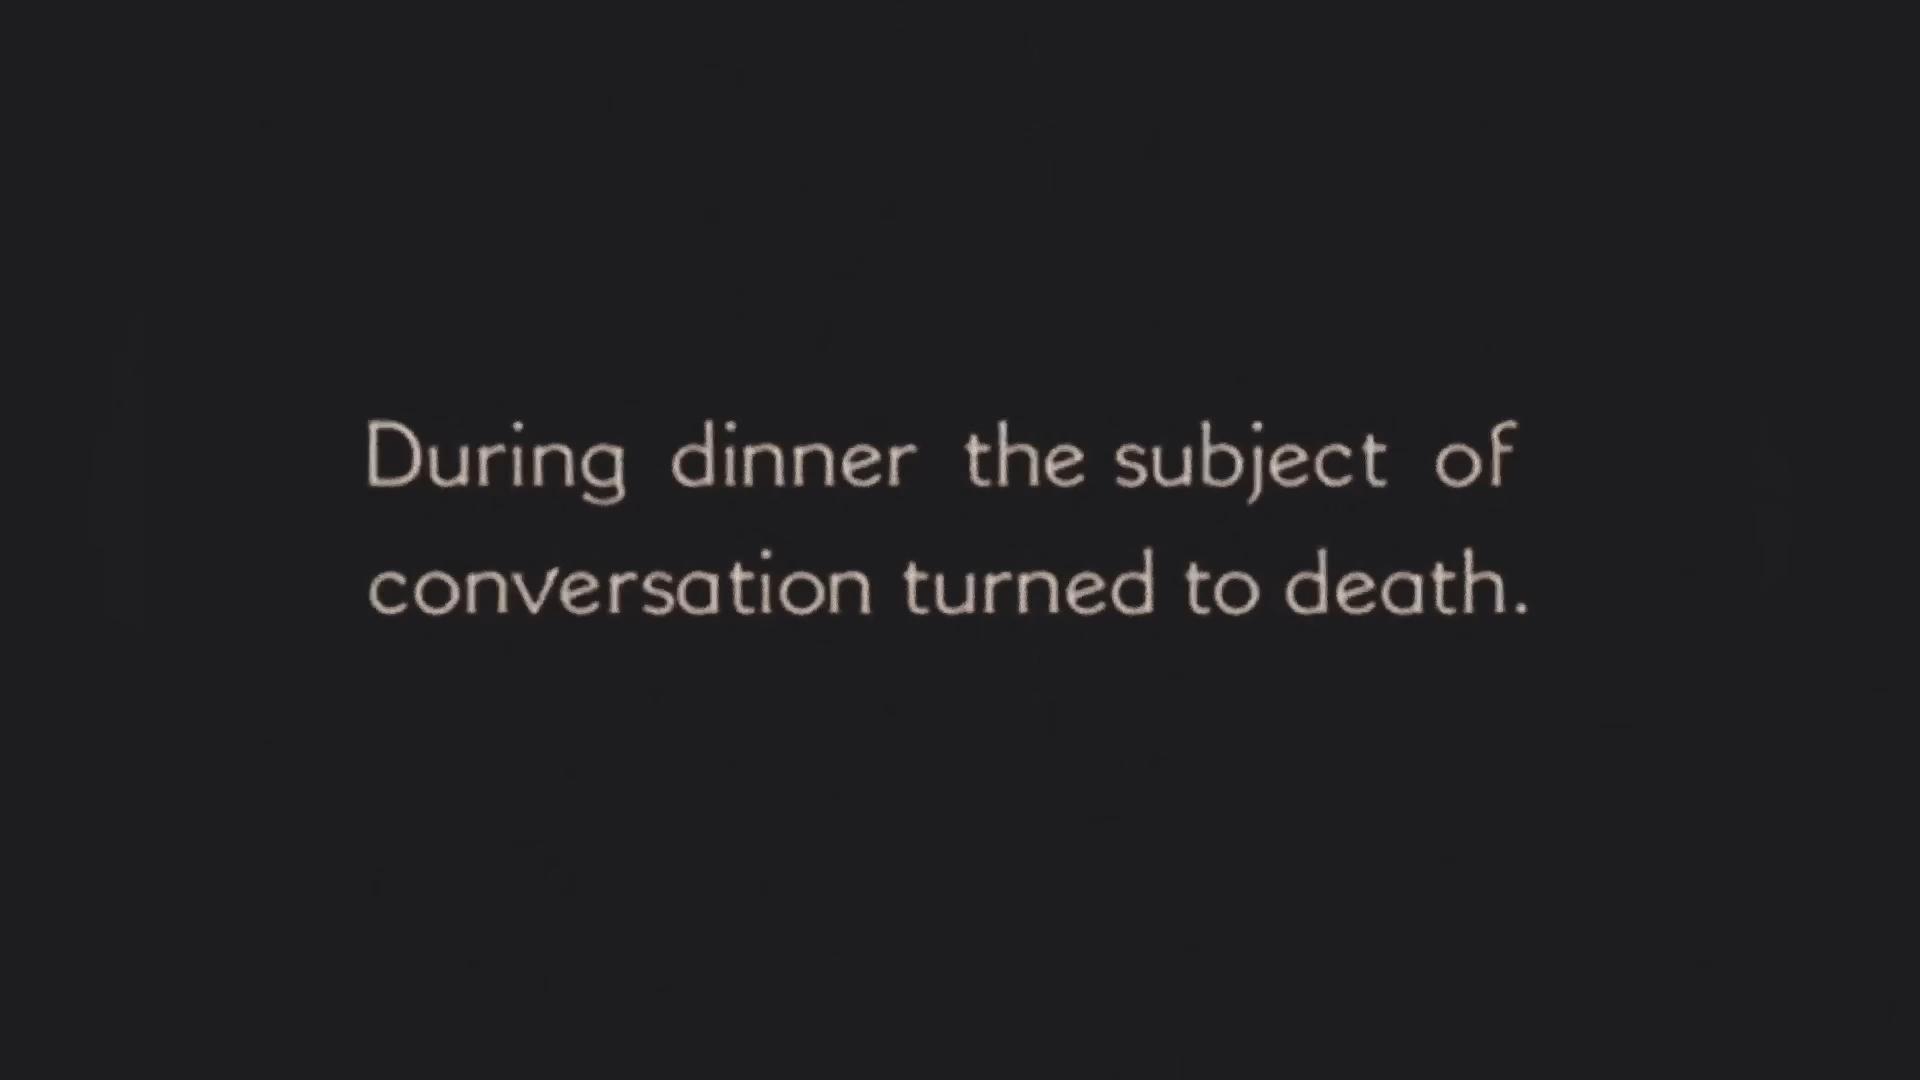 During dinner the subject of
conversation turned to death.